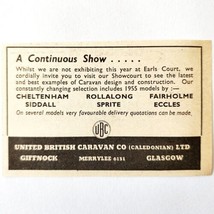 A Continuous Show . . . . .
Whilst we are not exhibiting this year at Earls Court, we
cordially invite you to visit our Showcourt to see the latest
and best examples of Caravan design and construction. Our
constantly changing selection includes 1955 models by :—
CHELTENHAM ROLLALONG FAIRHOLME
SIDDALL SPRITE ECCLES
On several models very favourable delivery quotations can be made.
UBC
UNITED BRITISH CARAVAN CO (CALEDONIAN) LTD
GIFFNOCK MERRYLEE 6151 GLASGOW